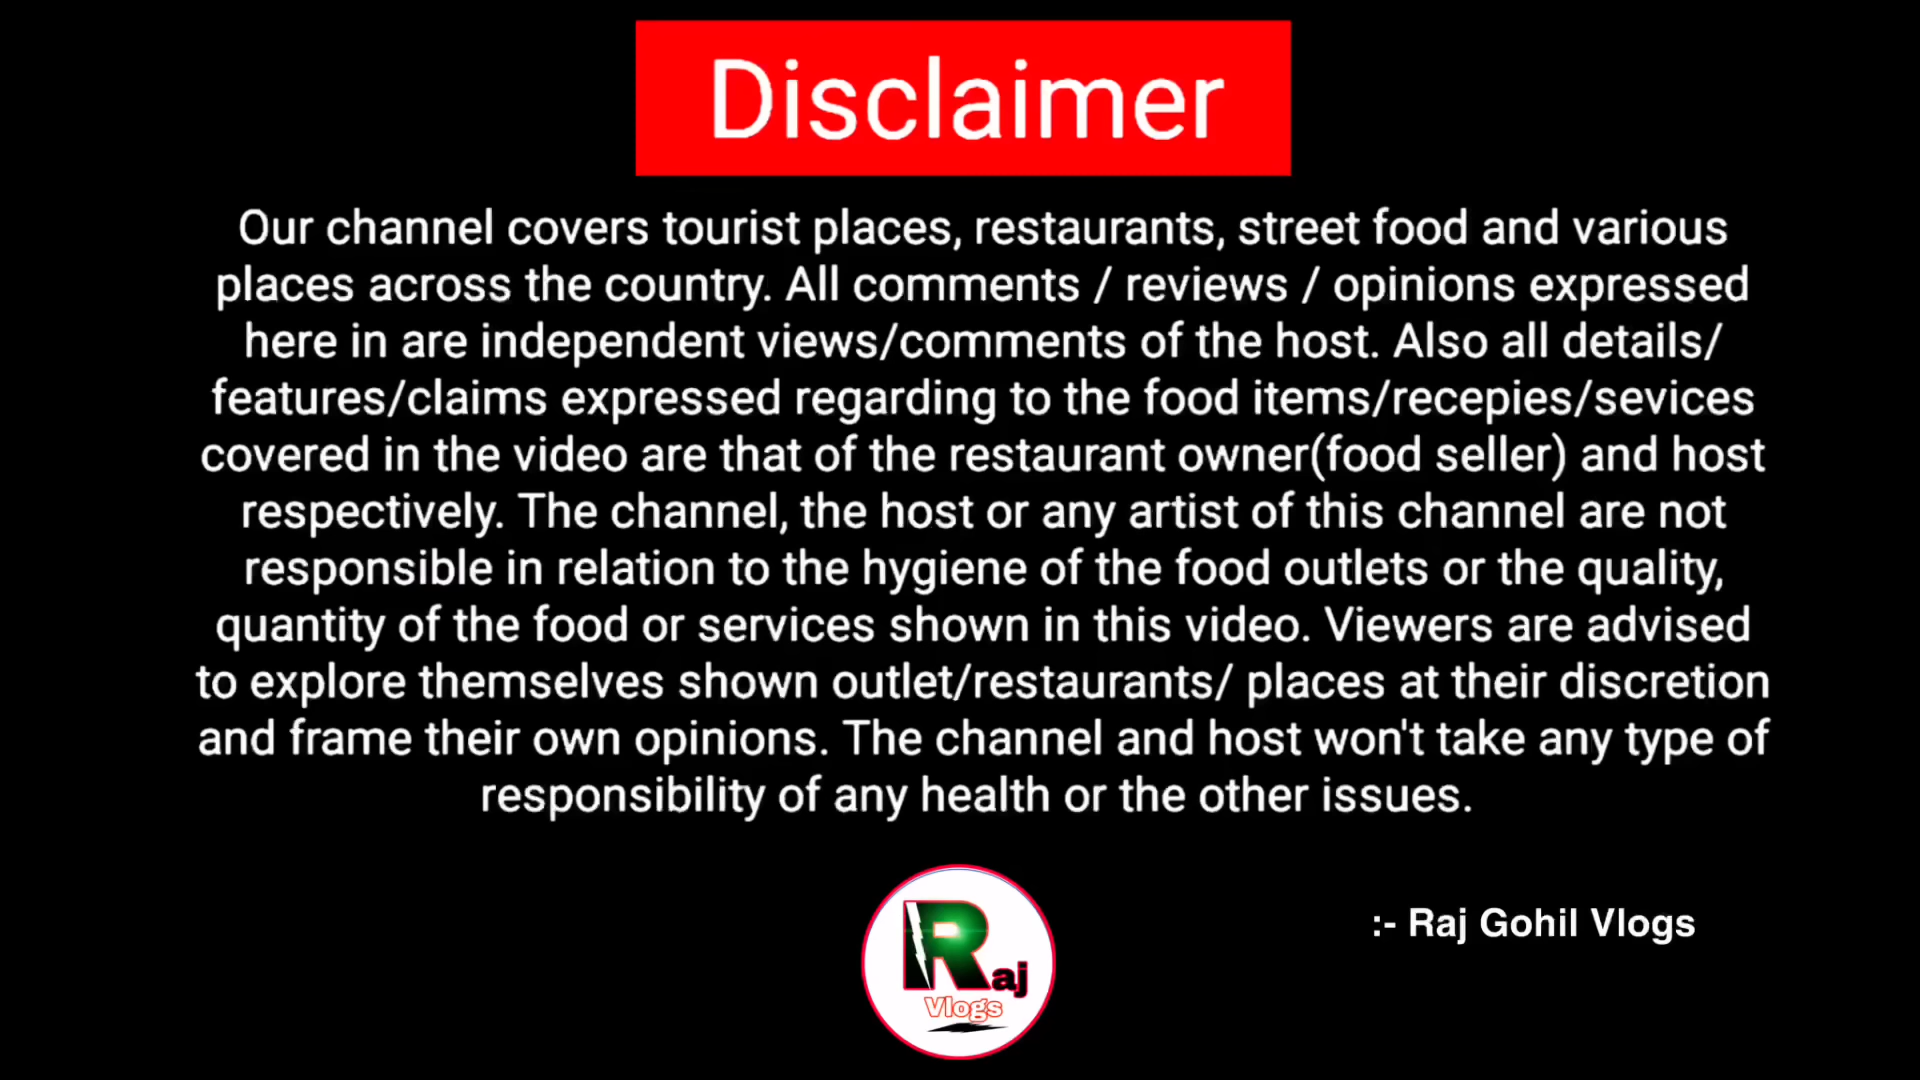 Disclaimer
Our channel covers tourist places, restaurants, street food and various
places across the country. All comments / reviews / opinions expressed
here in are independent views/comments of the host. Also all details/
features/claims expressed regarding to the food items/recepies/sevices
covered in the video are that of the restaurant owner(food seller) and host
respectively. The channel, the host or any artist of this channel are not
responsible in relation to the hygiene of the food outlets or the quality,
quantity of the food or services shown in this video. Viewers are advised
to explore themselves shown outlet/restaurants/ places at their discretion
and frame their own opinions. The channel and host won't take any type of
responsibility of any health or the other issues.
:- Raj Gohil Vlogs
Raj
Vlogs